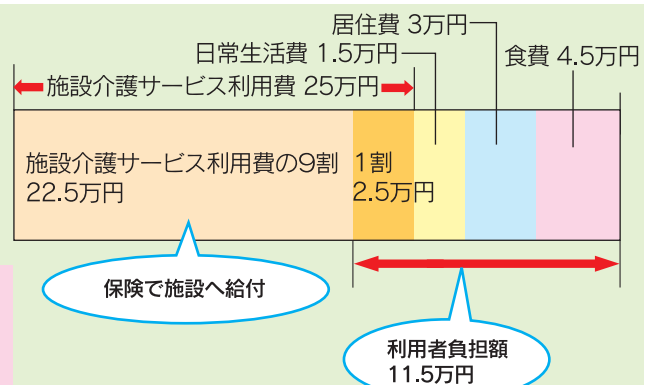 居住費 3万円
日常生活費 1.5万円
食費 4.5万円
施設介護サービス利用費 25万円
施設介護サービス利用費の9割
22.5万円
1割
2.5万円
保険で施設へ給付
利用者負担額
11.5万円